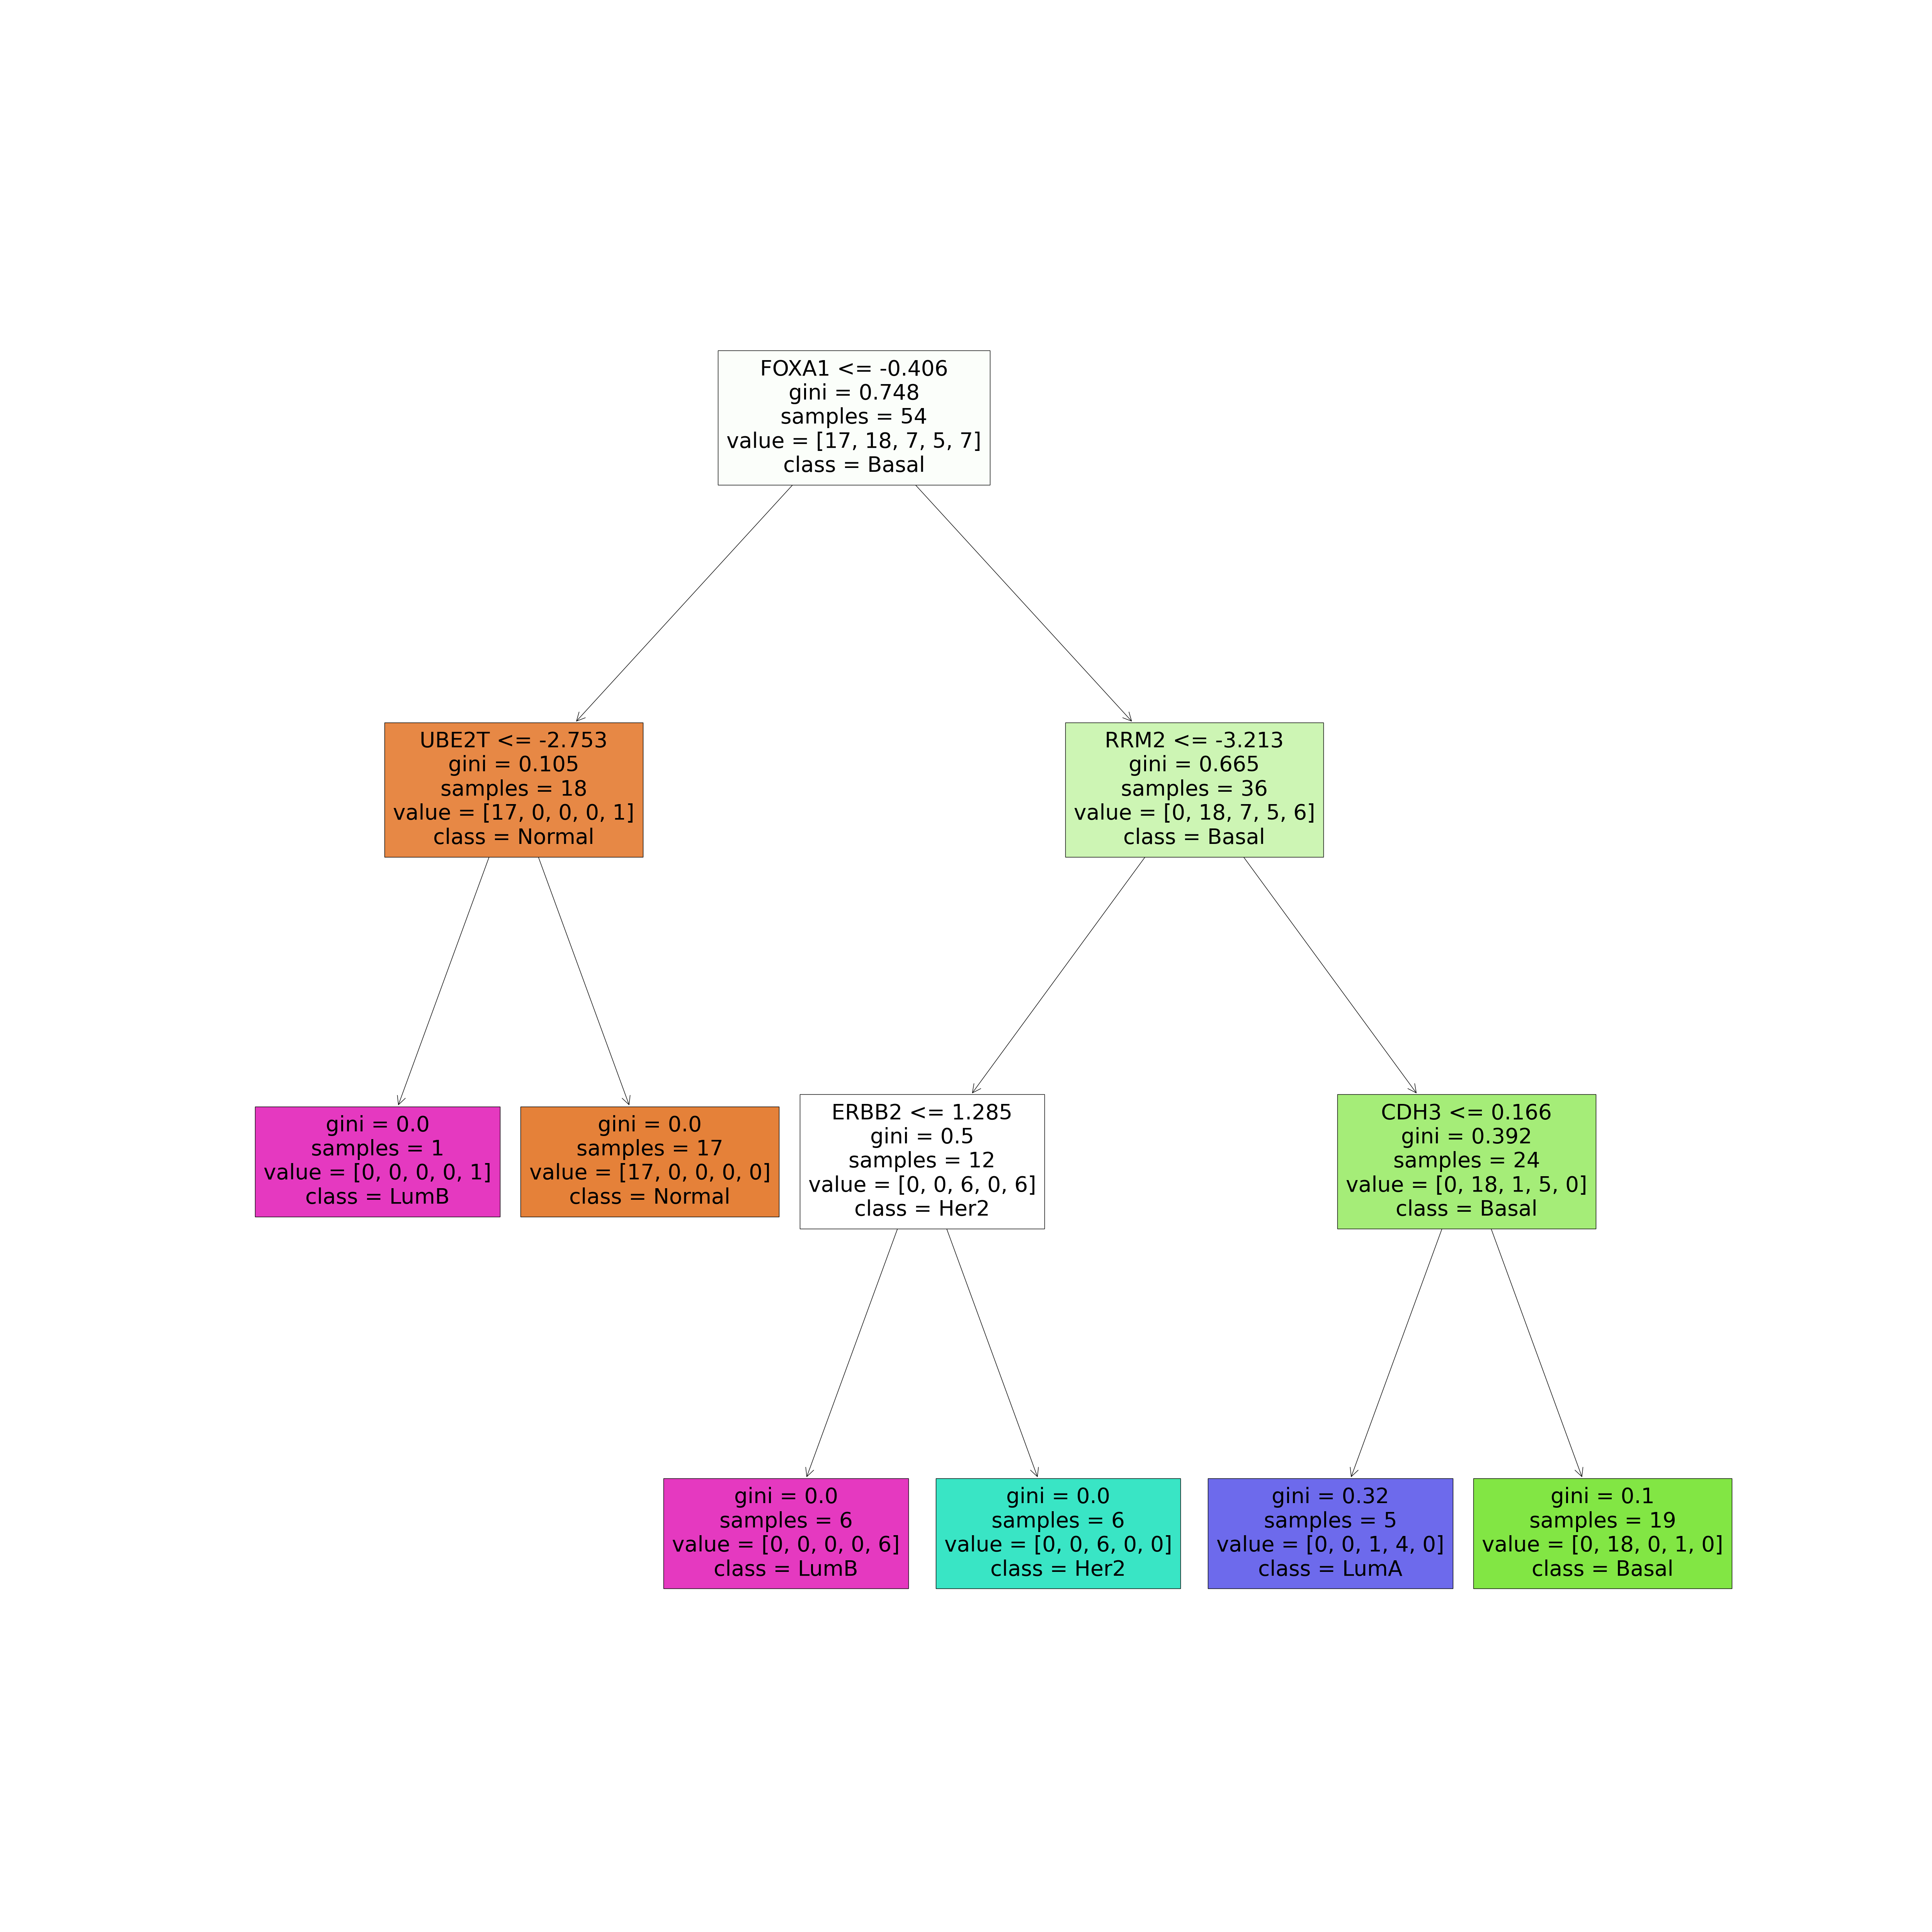 FOXA1 <= -0.406
gini = 0.748
samples = 54
value = [17, 18, 7, 5, 7]
class = Basal
UBE2T <= -2.753
gini = 0.105
samples = 18
value = [17, 0, 0, 0, 1]
class = Normal
RRM2 <= -3.213
gini = 0.665
samples = 36
value = [0, 18, 7, 5, 6]
class = Basal
gini = 0.0
samples = 1
value = [0, 0, 0, 0, 1]
class = LumB
gini = 0.0
samples = 17
value = [17, 0, 0, 0, 0]
class = Normal
ERBB2 <= 1.285
gini = 0.5
samples = 12
value = [0, 0, 6, 0, 6]
class = Her2
CDH3 <= 0.166
gini = 0.392
samples = 24
value = [0, 18, 1, 5, 0]
class = Basal
gini = 0.0
samples = 6
value = [0, 0, 0, 0, 6]
class = LumB
gini = 0.0
samples = 6
value = [0, 0, 6, 0, 0]
class = Her2
gini = 0.32
samples = 5
value = [0, 0, 1, 4, 0]
class = LumA
gini = 0.1
samples = 19
value = [0, 18, 0, 1, 0]
class = Basal